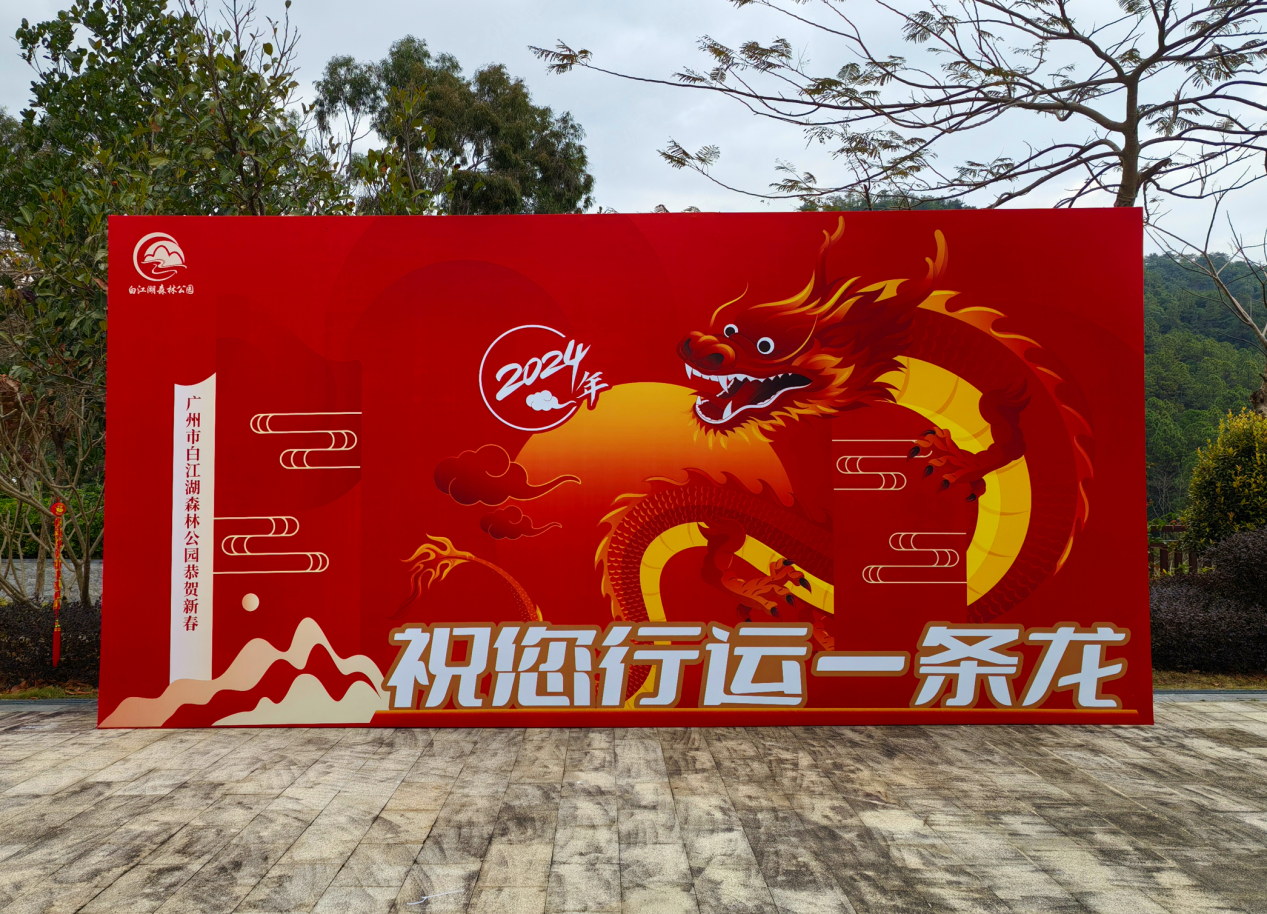 白江湖森林公园
广州市白江湖森林公园恭贺新春
2024年
祝您行运一条龙